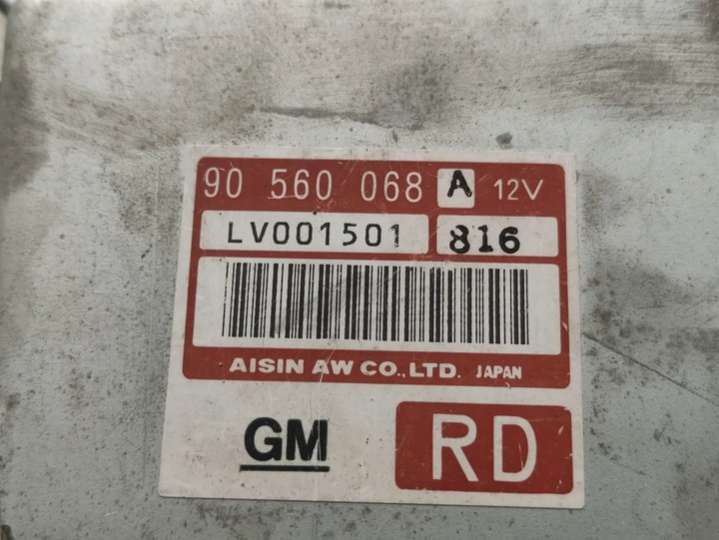 90 560 068 A 12V
LV001501 816
AISIN AW CO.,LTD. JAPAN
GM RD